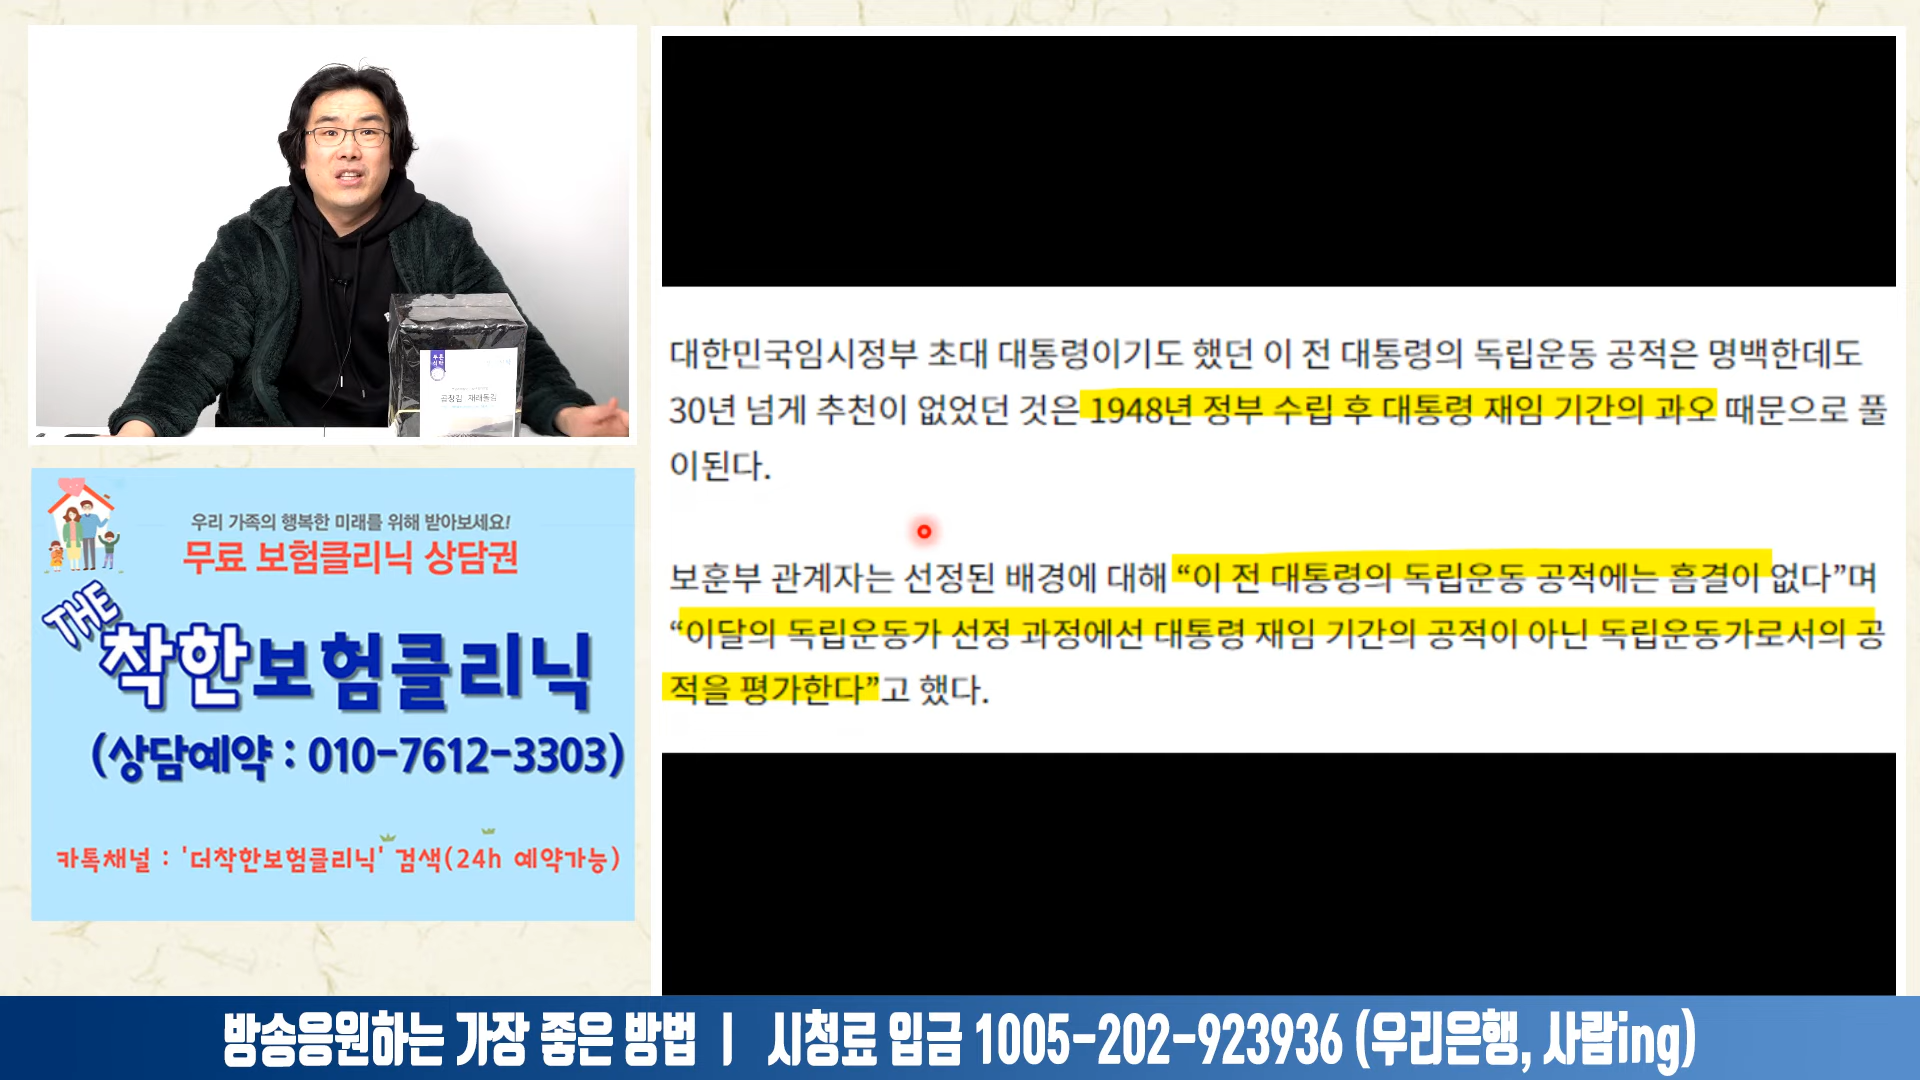 대한민국임시정부 초대 대통령이기도 했던 이 전 대통령의 독립운동 공적은 명백한데도
30년 넘게 추천이 없었던 것은 1948년 정부 수립 후 대통령 재임 기간의 과오 때문으로 풀
이된다.
보훈부 관계자는 선정된 배경에 대해 “이 전 대통령의 독립운동 공적에는 흠결이 없다”며
“이달의 독립운동가 선정 과정에선 대통령 재임 기간의 공적이 아닌 독립운동가로서의 공
적을 평가한다”고 했다.
곱창김 재래돌김
우리 가족의 행복한 미래를 위해 받아보세요!
무료 보험클리닉 상담권
THE
착한보험클리닉
(상담예약 : 010-7612-3303)
카톡채널 : '더착한보험클리닉' 검색(24h 예약가능)
방송응원하는 가장 좋은 방법 | 시청료 입금 1005-202-923936 (우리은행, 사람ing)